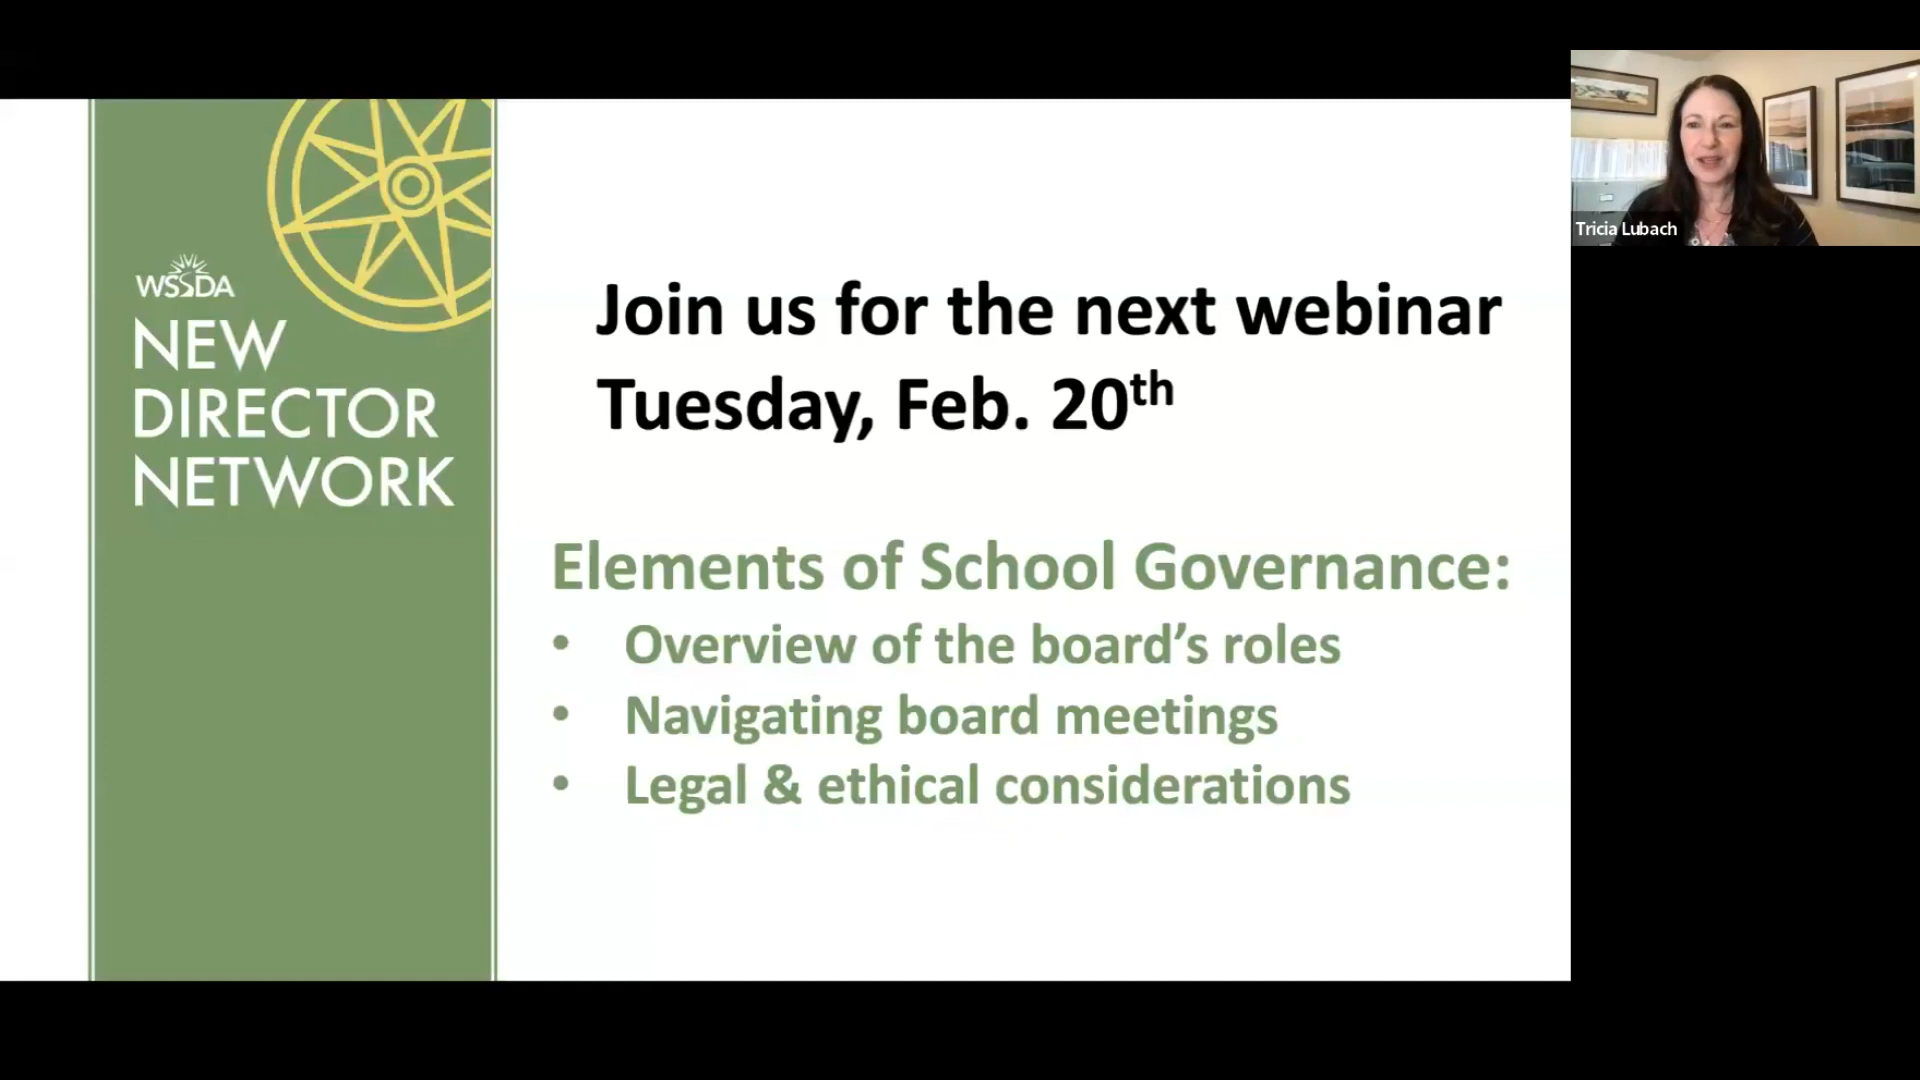 WSSDA
NEW
DIRECTOR
NETWORK
Join us for the next webinar
Tuesday, Feb. 20th
Elements of School Governance:
• Overview of the board’s roles
• Navigating board meetings
• Legal & ethical considerations
Tricia Lubach